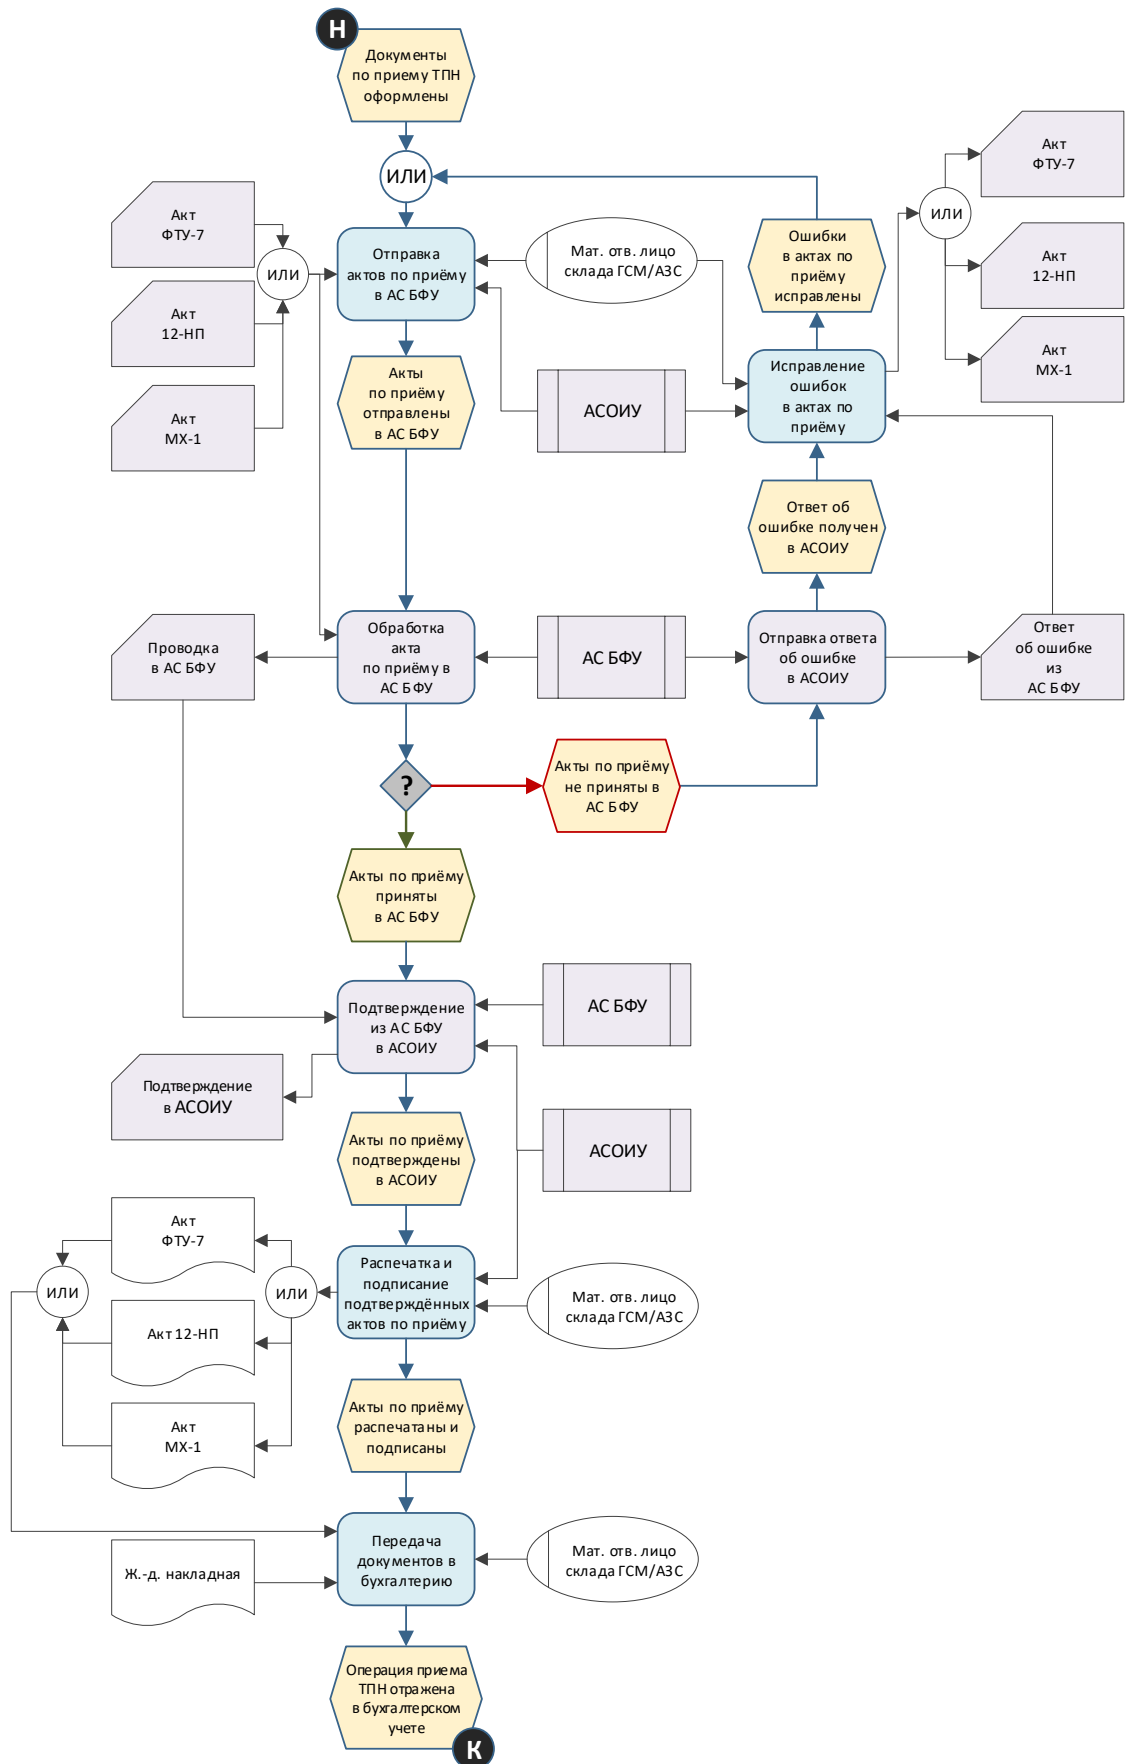 Н
Документы
по приему ТПН
оформлены
ИЛИ
Акт
ФТУ-7
ИЛИ
Акт
12-НП
Акт
МХ-1
Акт
ФТУ-7
ИЛИ
Акт
12-НП
Акт
МХ-1
Отправка
актов по приёму
в АС БФУ
Мат. отв. лицо
склада ГСМ/АЗС
Ошибки
в актах по
приёму
исправлены
Акты
по приёму
отправлены
в АС БФУ
АСОИУ
Исправление
ошибок
в актах по
приёму
Ответ об
ошибке получен
в АСОИУ
Проводка
в АС БФУ
Обработка
акта
по приёму в
АС БФУ
АС БФУ
Отправка ответа
об ошибке
в АСОИУ
Ответ
об ошибке
из
АС БФУ
?
Акты по приёму
не приняты в
АС БФУ
Акты по приёму
приняты
в АС БФУ
Подтверждение
из АС БФУ
в АСОИУ
АС БФУ
Подтверждение
в АСОИУ
Акты по приёму
подтверждены
в АСОИУ
АСОИУ
Акт
ФТУ-7
ИЛИ
Акт 12-НП
Акт
МХ-1
ИЛИ
Распечатка и
подписание
подтверждённых
актов по приёму
Мат. отв. лицо
склада ГСМ/АЗС
Акты по приёму
распечатаны и
подписаны
Ж.-д. накладная
Передача
документов в
бухгалтерию
Мат. отв. лицо
склада ГСМ/АЗС
Операция приема
ТПН отражена
в бухгалтерском
учете
К